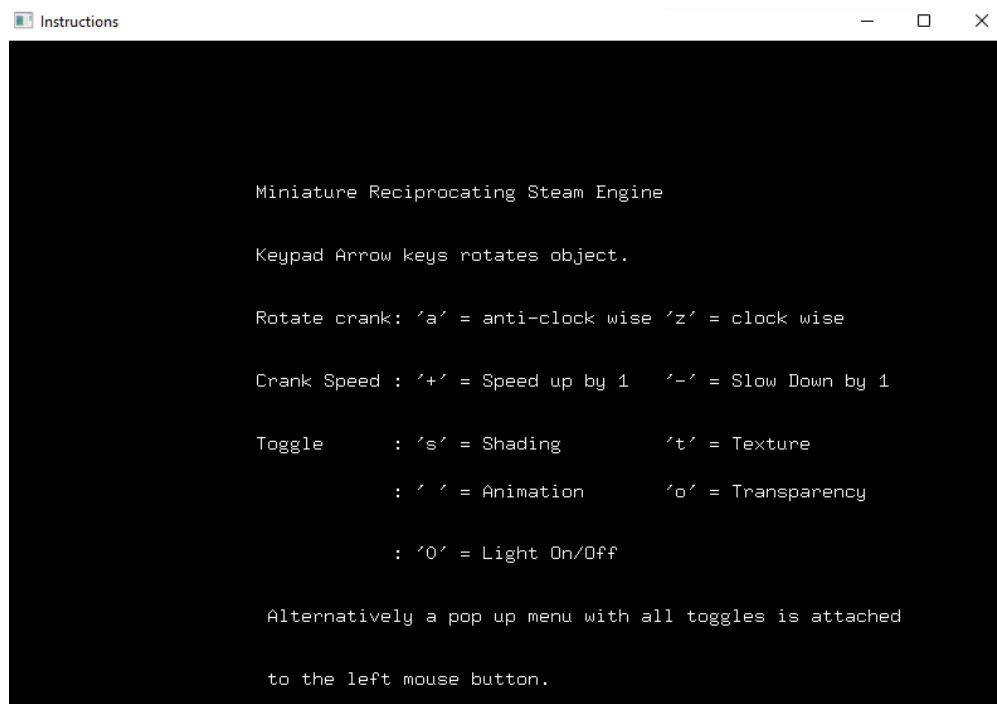 Instructions
Miniature Reciprocating Steam Engine
Keypad Arrow keys rotates object.
Rotate crank: 'a' = anti-clock wise 'z' = clock wise
Crank Speed : '+' = Speed up by 1 '-' = Slow Down by 1
Toggle : 's' = Shading 't' = Texture
: ' ' = Animation 'o' = Transparency
: '0' = Light On/Off
Alternatively a pop up menu with all toggles is attached
to the left mouse button.